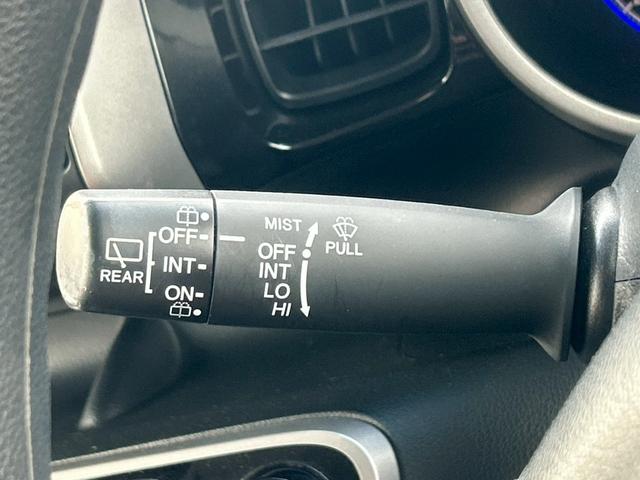 MIST
PULL
OFF
INT
LO
HI
REAR
OFF
INT
ON